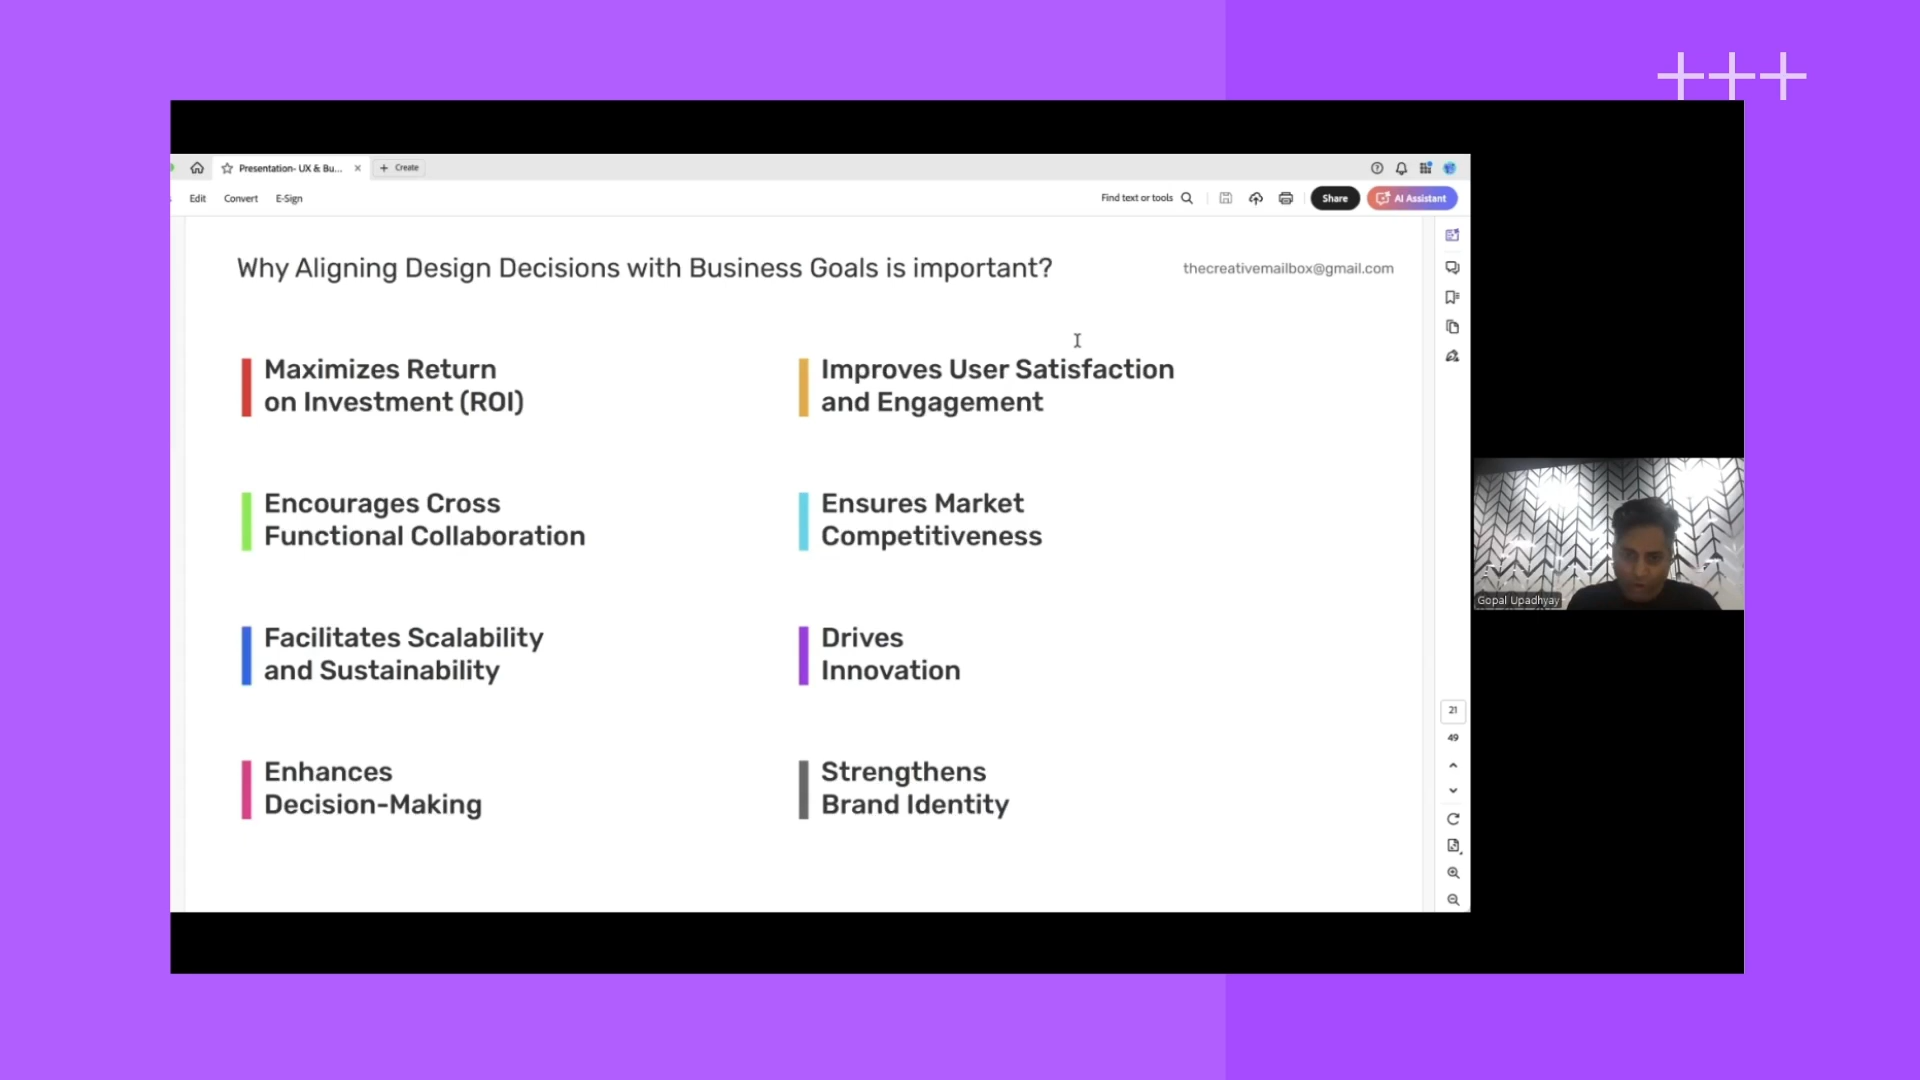 Presentation- UX & Bu...
Create
Edit
Convert
E-Sign
Find text or tools
Share
AI Assistant
Why Aligning Design Decisions with Business Goals is important?
thecreativemailbox@gmail.com
Maximizes Return
on Investment (ROI)
Improves User Satisfaction
and Engagement
Encourages Cross
Functional Collaboration
Ensures Market
Competitiveness
Facilitates Scalability
and Sustainability
Drives
Innovation
Enhances
Decision-Making
Strengthens
Brand Identity
21
49
Gopal Upadhyay